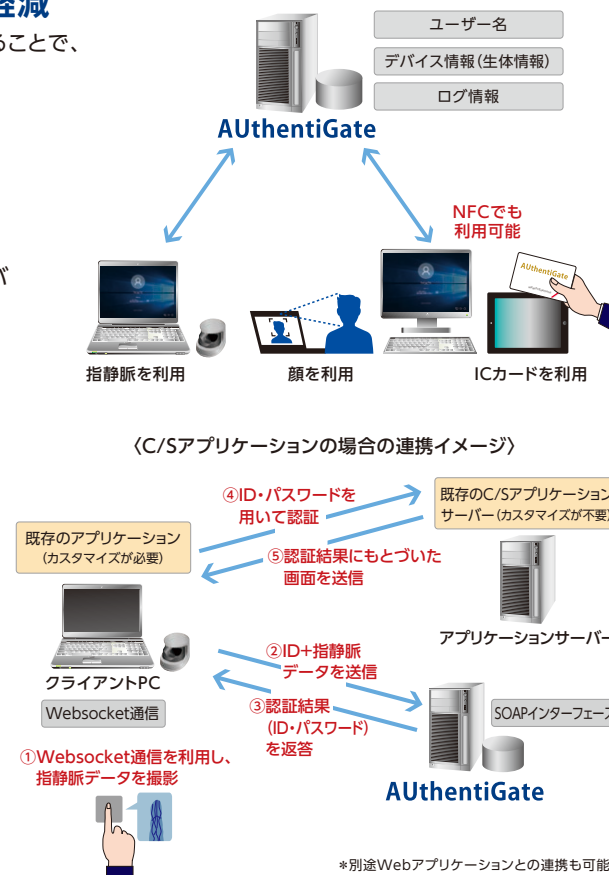 軽減
ることで、
ユーザー名
デバイス情報(生体情報)
ログ情報
AUthentiGate
NFCでも
利用可能
が
AUthentiGate
指静脈を利用
顔を利用
ICカードを利用
〈C/Sアプリケーションの場合の連携イメージ〉
④ID・パスワードを
用いて認証
既存のC/Sアプリケーション
サーバー(カスタマイズが不要)
既存のアプリケーション
(カスタマイズが必要)
⑤認証結果にもとづいた
画面を送信
アプリケーションサーバー
②ID+指静脈
データを送信
クライアントPC
Websocket通信
③認証結果
(ID・パスワード)
を返答
SOAPインターフェース
①Websocket通信を利用し、
指静脈データを撮影
AUthentiGate
*別途Webアプリケーションとの連携も可能